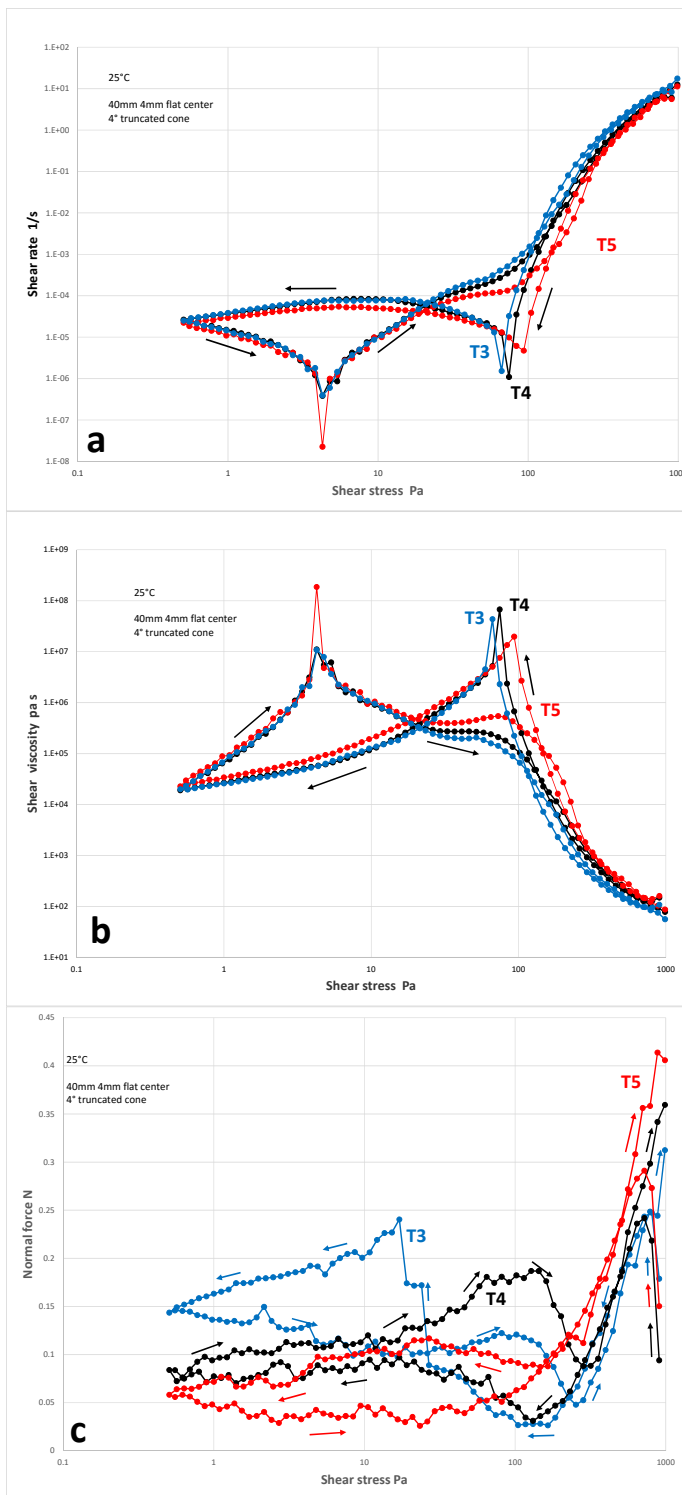 1.E+02
1.E+01
1.E+00
1.E-01
1.E-02
1.E-03
1.E-04
1.E-05
1.E-06
1.E-07
1.E-08
Shear rate 1/s
25°C
40mm 4mm flat center
4° truncated cone
T5
T3
T4
a
0.1
1
10
100
100
Shear stress Pa
1.E+09
1.E+08
1.E+07
1.E+06
1.E+05
1.E+04
1.E+03
1.E+02
1.E+01
Shear viscosity pa s
25°C
40mm 4mm flat center
4° truncated cone
T4
T3
T5
b
0.1
1
10
100
1000
Shear stress Pa
0.45
0.4
0.35
0.3
0.25
0.2
0.15
0.1
0.05
0
Normal force N
25°C
40mm 4mm flat center
4° truncated cone
T5
T3
T4
c
0.1
1
10
100
1000
Shear stress Pa